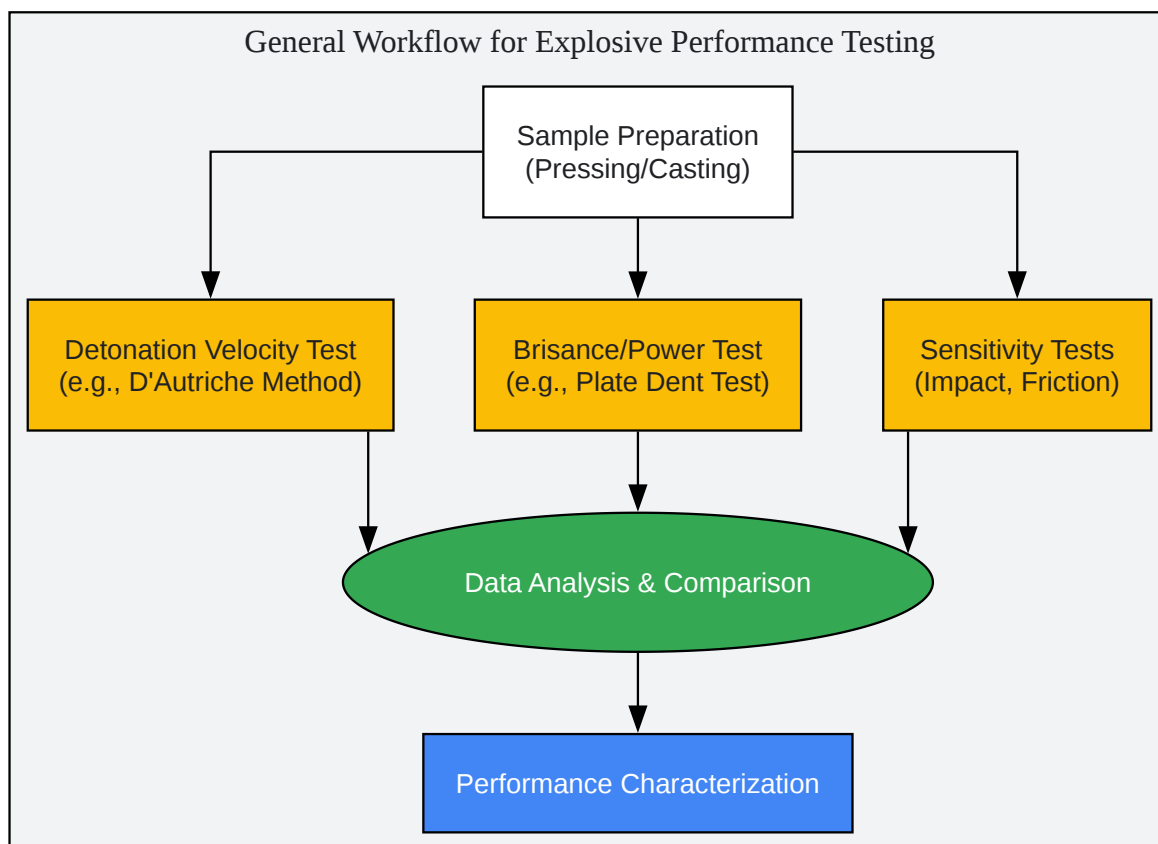 General Workflow for Explosive Performance Testing
Sample Preparation
(Pressing/Casting)
Detonation Velocity Test
(e.g., D'Autriche Method)
Brisance/Power Test
(e.g., Plate Dent Test)
Sensitivity Tests
(Impact, Friction)
Data Analysis & Comparison
Performance Characterization